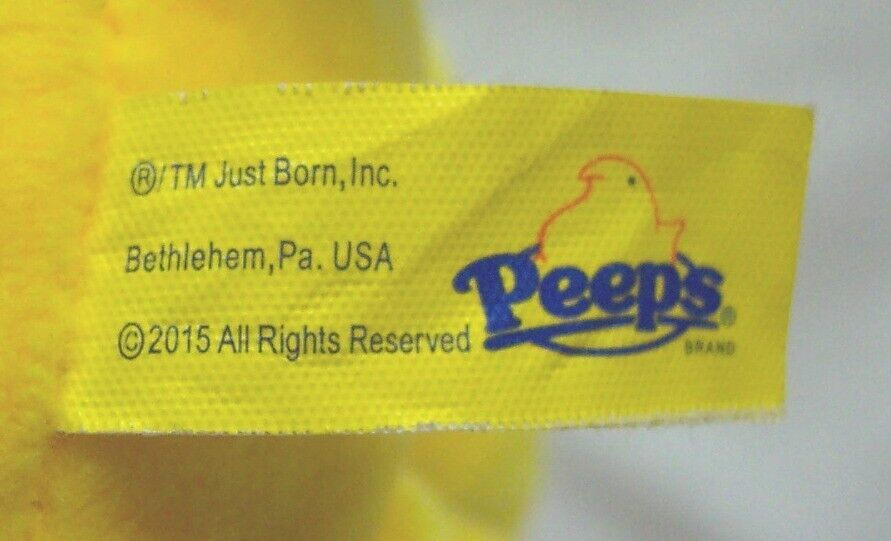 ®/TM Just Born, Inc.
Bethlehem, Pa. USA
©2015 All Rights Reserved
Peeps®
BRAND